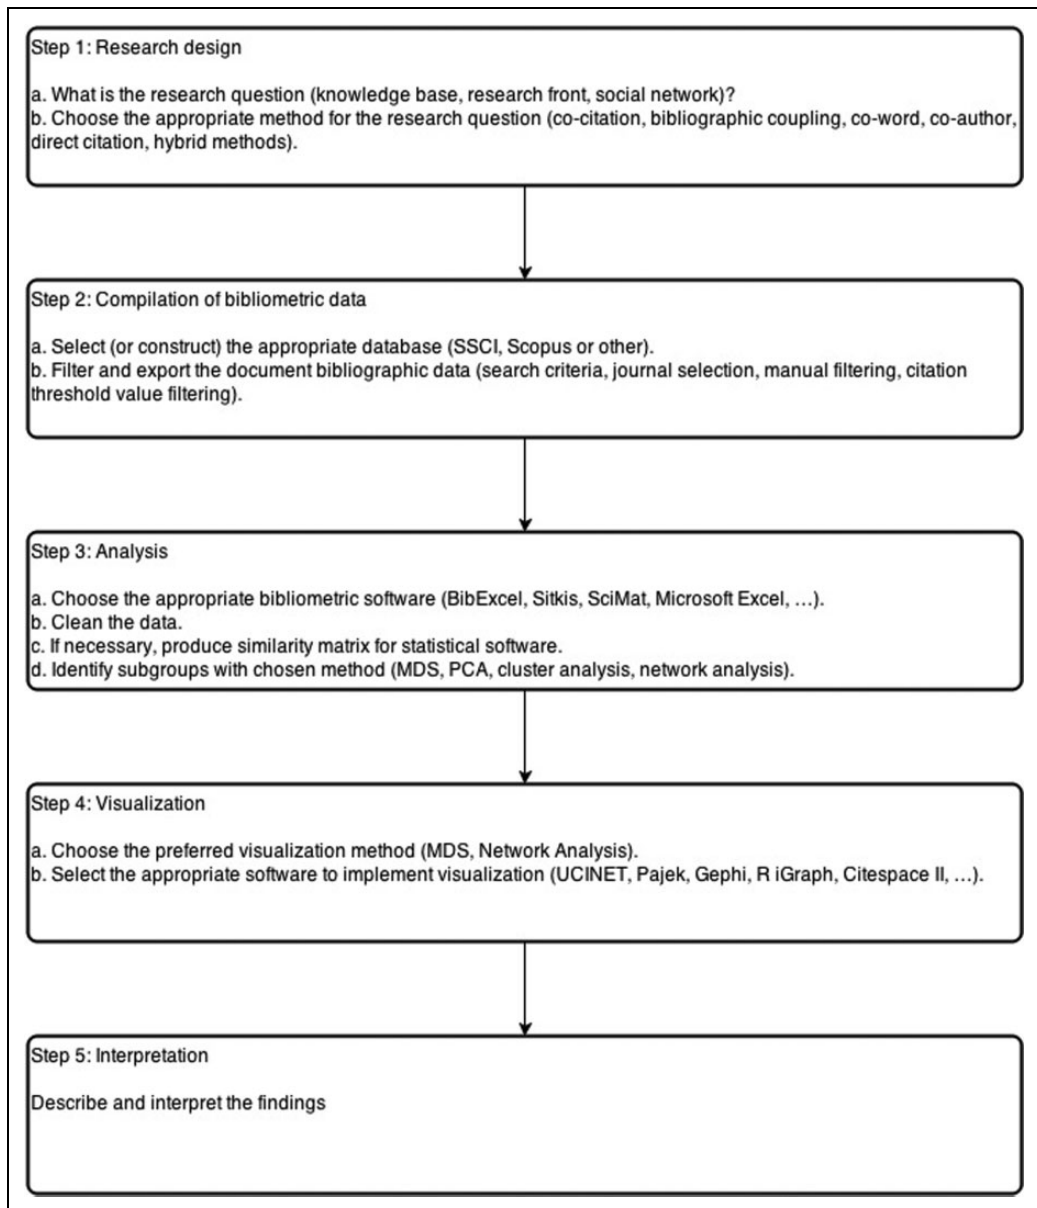 Step 1: Research design
a. What is the research question (knowledge base, research front, social network)?
b. Choose the appropriate method for the research question (co-citation, bibliographic coupling, co-word, co-author,
direct citation, hybrid methods).
Step 2: Compilation of bibliometric data
a. Select (or construct) the appropriate database (SSCI, Scopus or other).
b. Filter and export the document bibliographic data (search criteria, journal selection, manual filtering, citation
threshold value filtering).
Step 3: Analysis
a. Choose the appropriate bibliometric software (BibExcel, Sitkis, SciMat, Microsoft Excel, ...).
b. Clean the data.
c. If necessary, produce similarity matrix for statistical software.
d. Identify subgroups with chosen method (MDS, PCA, cluster analysis, network analysis).
Step 4: Visualization
a. Choose the preferred visualization method (MDS, Network Analysis).
b. Select the appropriate software to implement visualization (UCINET, Pajek, Gephi, R iGraph, Citespace II, ...).
Step 5: Interpretation
Describe and interpret the findings